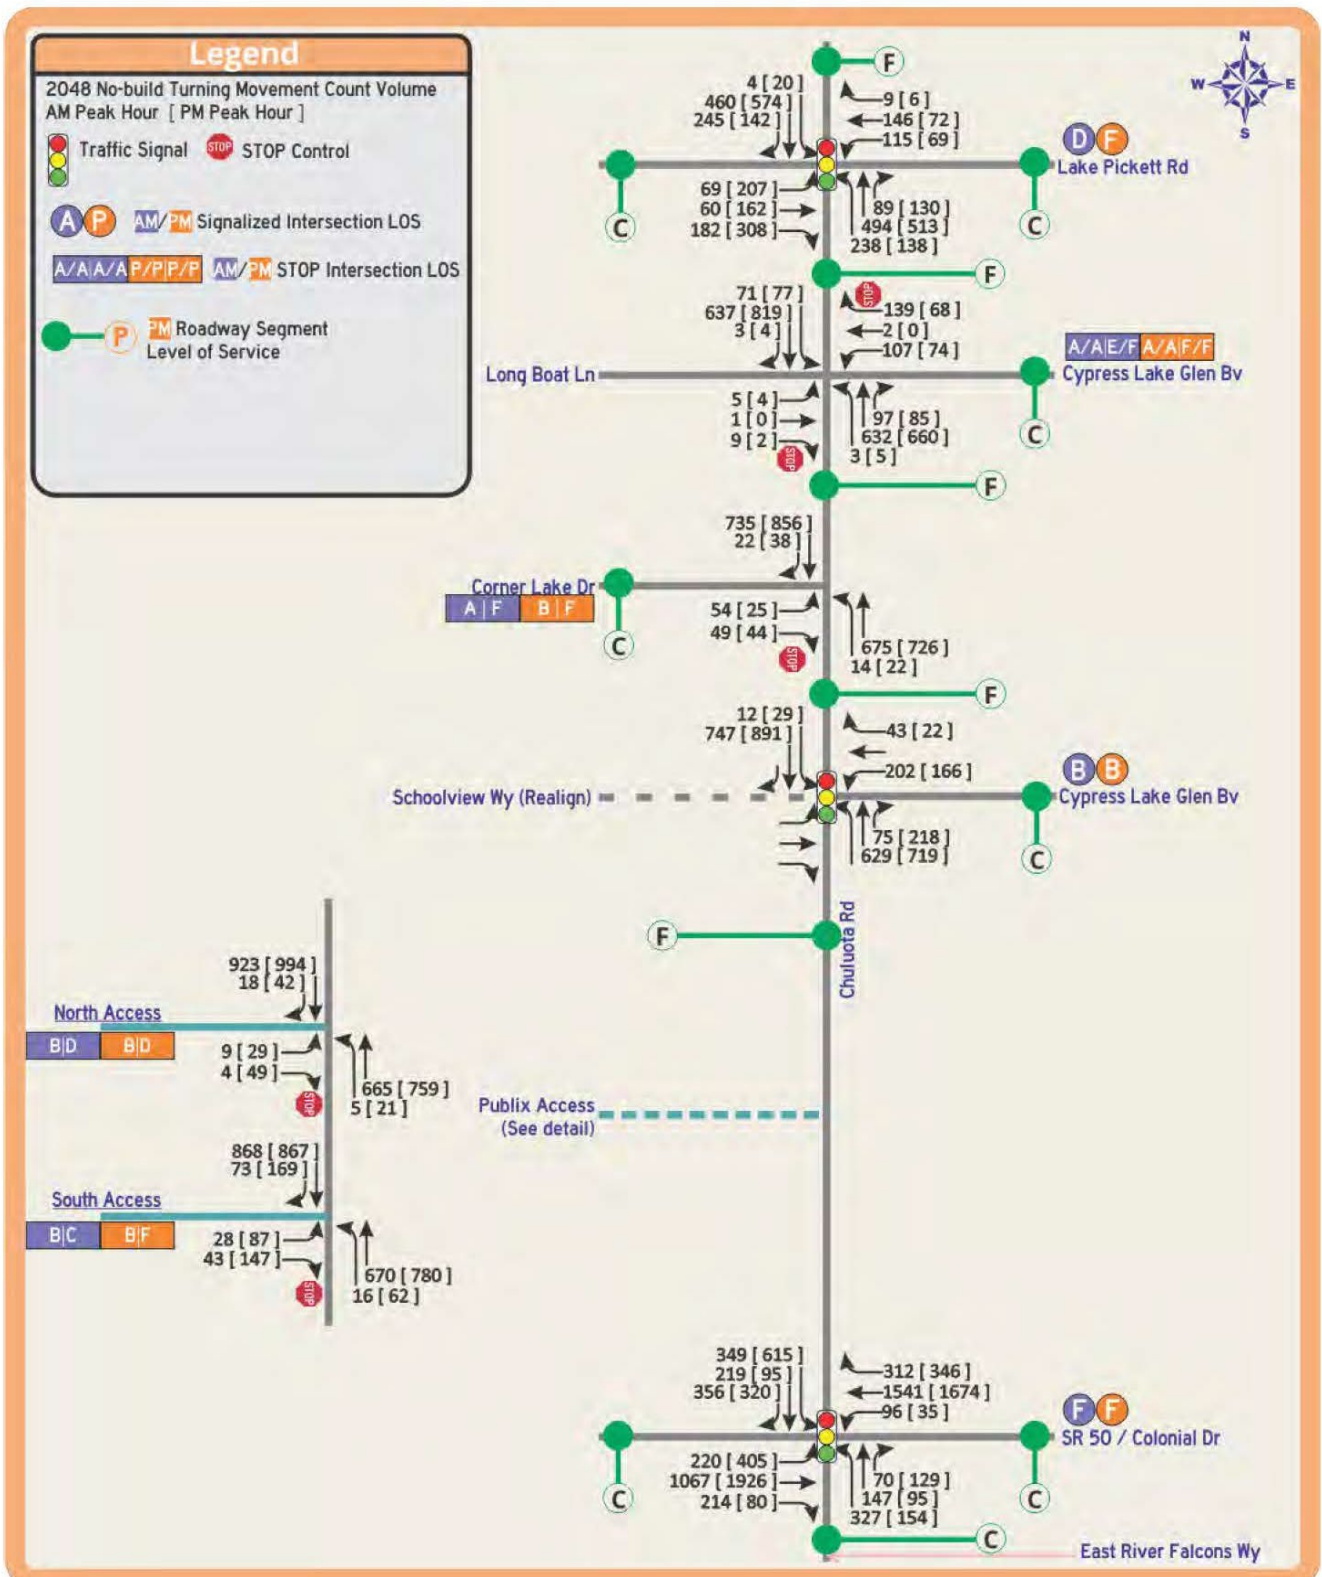 Legend
2048 No-build Turning Movement Count Volume
AM Peak Hour [ PM Peak Hour ]
Traffic Signal STOP STOP Control
A P AM/PM Signalized Intersection LOS
A/A A/A P/P P/P AM/PM STOP Intersection LOS
P PM Roadway Segment
Level of Service
N
W E
S
F
4 [ 20 ]
460 [ 574 ]
245 [ 142 ]
9 [ 6 ]
146 [ 72 ]
115 [ 69 ]
D F
Lake Pickett Rd
C
C
69 [ 207 ]
60 [ 162 ]
182 [ 308 ]
89 [ 130 ]
494 [ 513 ]
238 [ 138 ]
F
71 [ 77 ]
637 [ 819 ]
3 [ 4 ]
STOP
139 [ 68 ]
2 [ 0 ]
107 [ 74 ]
A/A|E/F A/A|F/F
Long Boat Ln
Cypress Lake Glen Bv
C
5 [ 4 ]
1 [ 0 ]
9 [ 2 ]
STOP
97 [ 85 ]
632 [ 660 ]
3 [ 5 ]
F
735 [ 856 ]
22 [ 38 ]
Corner Lake Dr
A|F B|F
C
54 [ 25 ]
49 [ 44 ]
STOP
675 [ 726 ]
14 [ 22 ]
F
12 [ 29 ]
747 [ 891 ]
43 [ 22 ]
202 [ 166 ]
B B
Schoolview Wy (Realign)
Cypress Lake Glen Bv
C
75 [ 218 ]
629 [ 719 ]
F
Chuluota Rd
923 [ 994 ]
18 [ 42 ]
North Access
B|D B|D
9 [ 29 ]
4 [ 49 ]
STOP
665 [ 759 ]
5 [ 21 ]
Publix Access
(See detail)
868 [ 867 ]
73 [ 169 ]
South Access
B|C B|F
28 [ 87 ]
43 [ 147 ]
STOP
670 [ 780 ]
16 [ 62 ]
349 [ 615 ]
219 [ 95 ]
356 [ 320 ]
312 [ 346 ]
1541 [ 1674 ]
96 [ 35 ]
F F
SR 50 / Colonial Dr
C
C
220 [ 405 ]
1067 [ 1926 ]
214 [ 80 ]
70 [ 129 ]
147 [ 95 ]
327 [ 154 ]
C
East River Falcons Wy